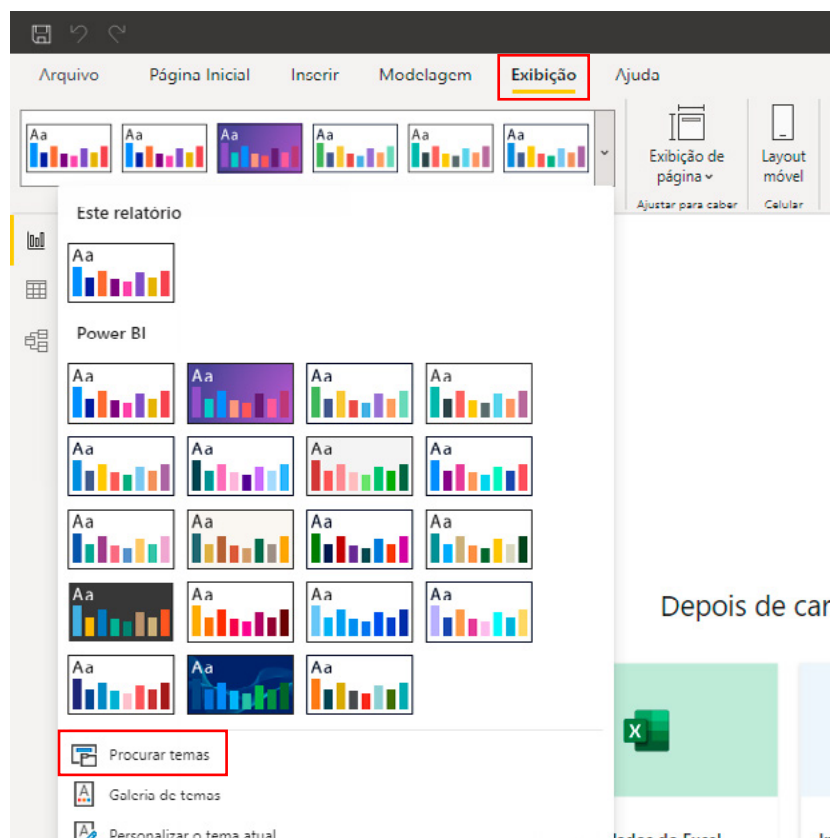 Arquivo Página Inicial Inserir Modelagem Exibição Ajuda
Aa Aa Aa Aa Aa Aa
Exibição de página
Layout móvel
Ajustar para caber
Celular
Este relatório
Aa
Power BI
Aa Aa Aa Aa
Aa Aa Aa Aa
Aa Aa Aa Aa
Aa Aa Aa Aa
Aa Aa Aa
Procurar temas
Galeria de temas
Personalizar o tema atual
Depois de car
X